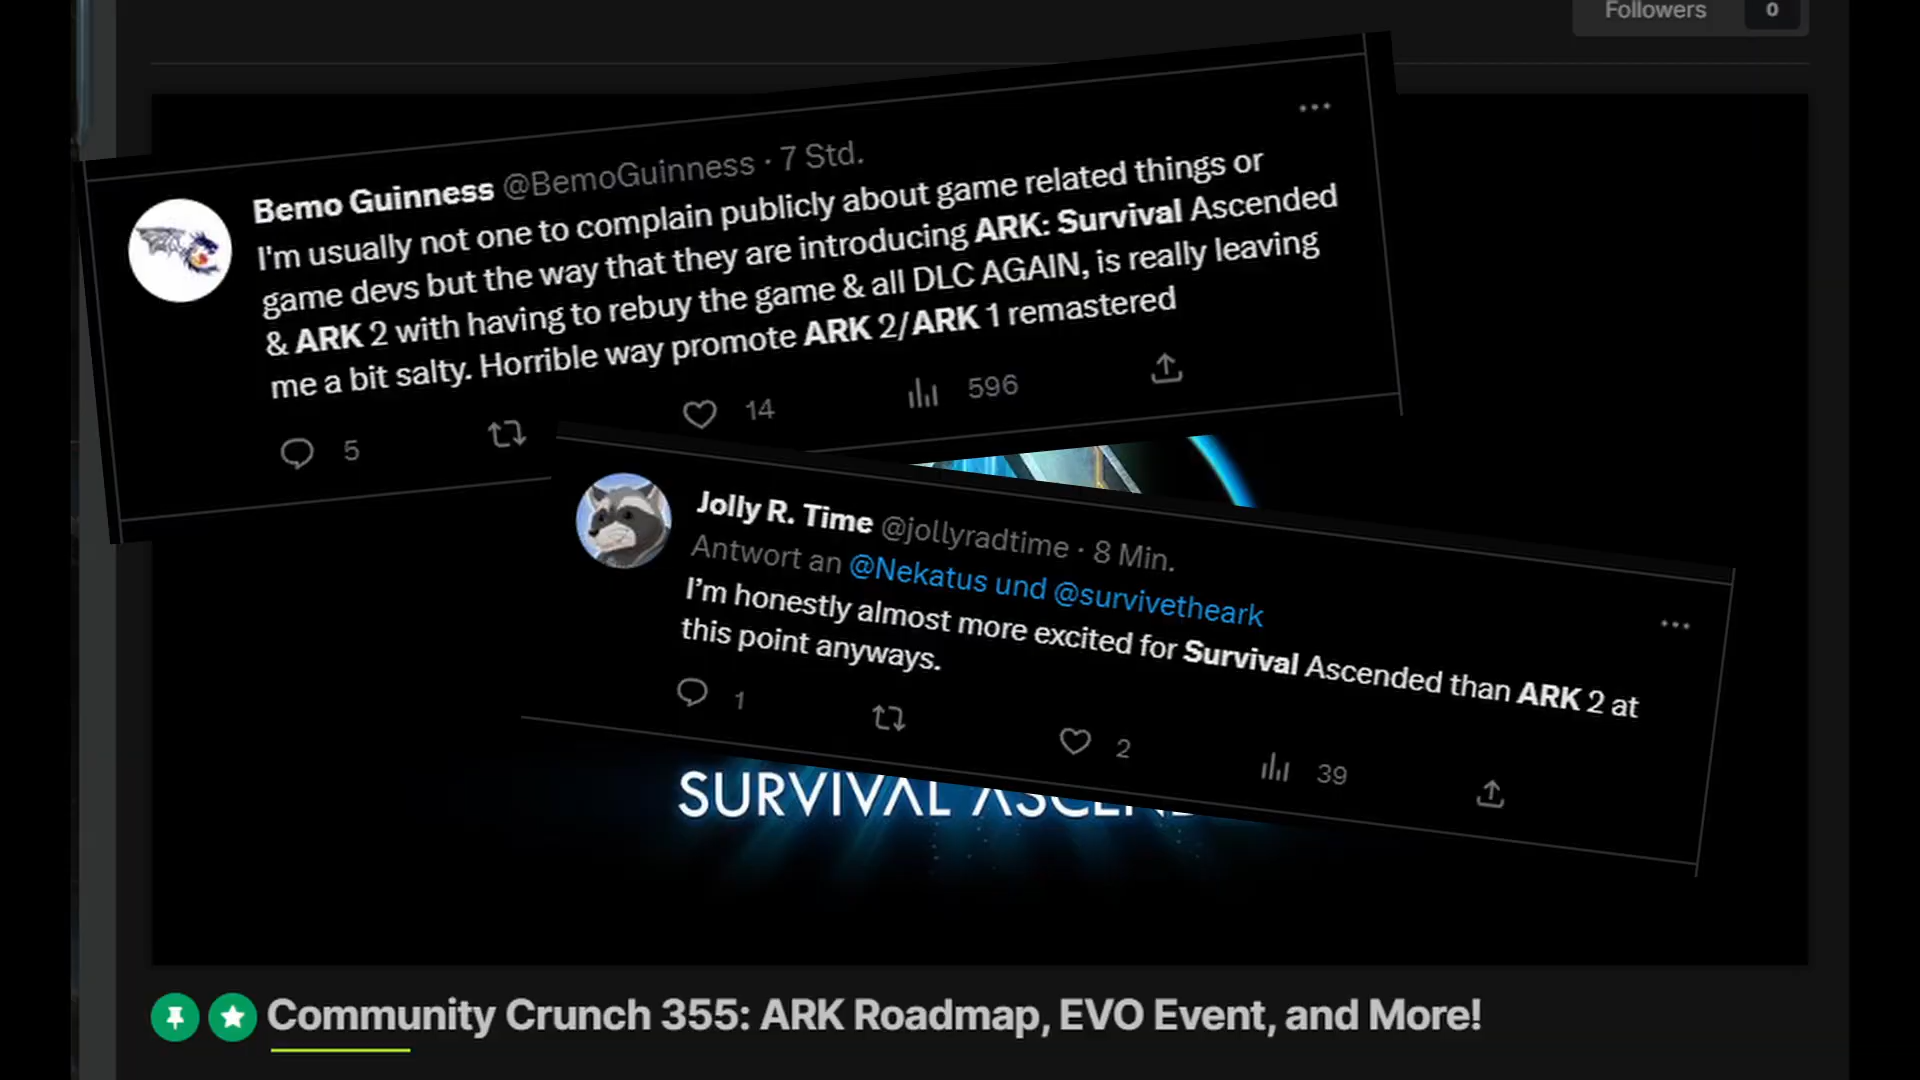 Followers 0
Bemo Guinness @BemoGuinness · 7 Std.
I'm usually not one to complain publicly about game related things or
game devs but the way that they are introducing ARK: Survival Ascended
& ARK 2 with having to rebuy the game & all DLC AGAIN, is really leaving
me a bit salty. Horrible way promote ARK 2/ARK 1 remastered
5 14 596
Jolly R. Time @jollyradtime · 8 Min.
Antwort an @Nekatus und @survivetheark
I’m honestly almost more excited for Survival Ascended than ARK 2 at
this point anyways.
1 2 39
SURVIVAL
Community Crunch 355: ARK Roadmap, EVO Event, and More!